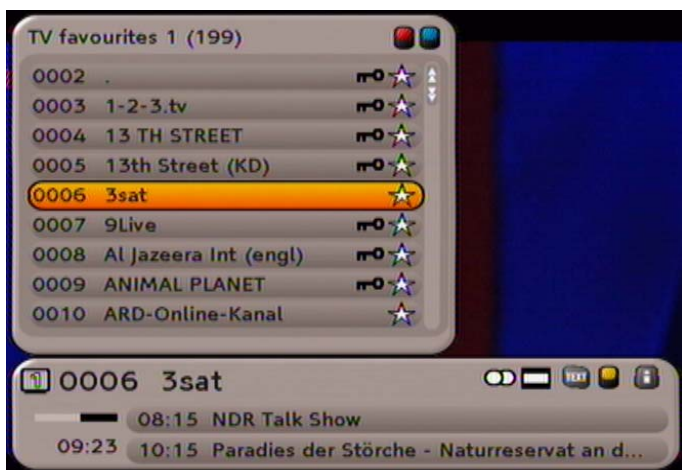 TV favourites 1 (199)
0002 .
0003 1-2-3.tv
0004 13 TH STREET
0005 13th Street (KD)
0006 3sat
0007 9Live
0008 Al Jazeera Int (engl)
0009 ANIMAL PLANET
0010 ARD-Online-Kanal
0006 3sat
TEXT
08:15 NDR Talk Show
09:23 10:15 Paradies der Störche - Naturreservat an d...